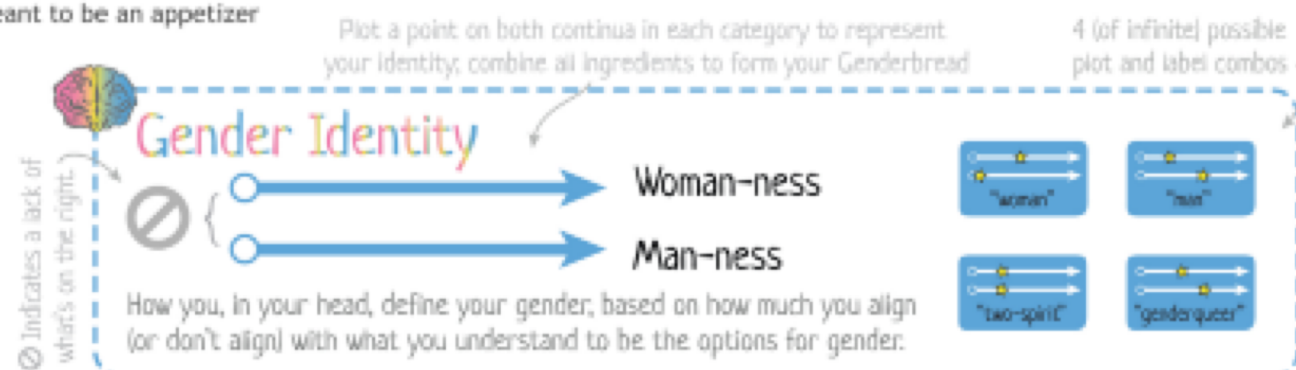 eant to be an appetizer
Plot a point on both continua in each category to represent
your identity; combine all ingredients to form your Genderbread
4 (of infinite) possible
plot and label combos
Gender Identity
⊘ Indicates a lack of
what's on the right.
Woman-ness
Man-ness
"woman"
"man"
"two-spirit"
"genderqueer"
How you, in your head, define your gender, based on how much you align
(or don't align) with what you understand to be the options for gender.